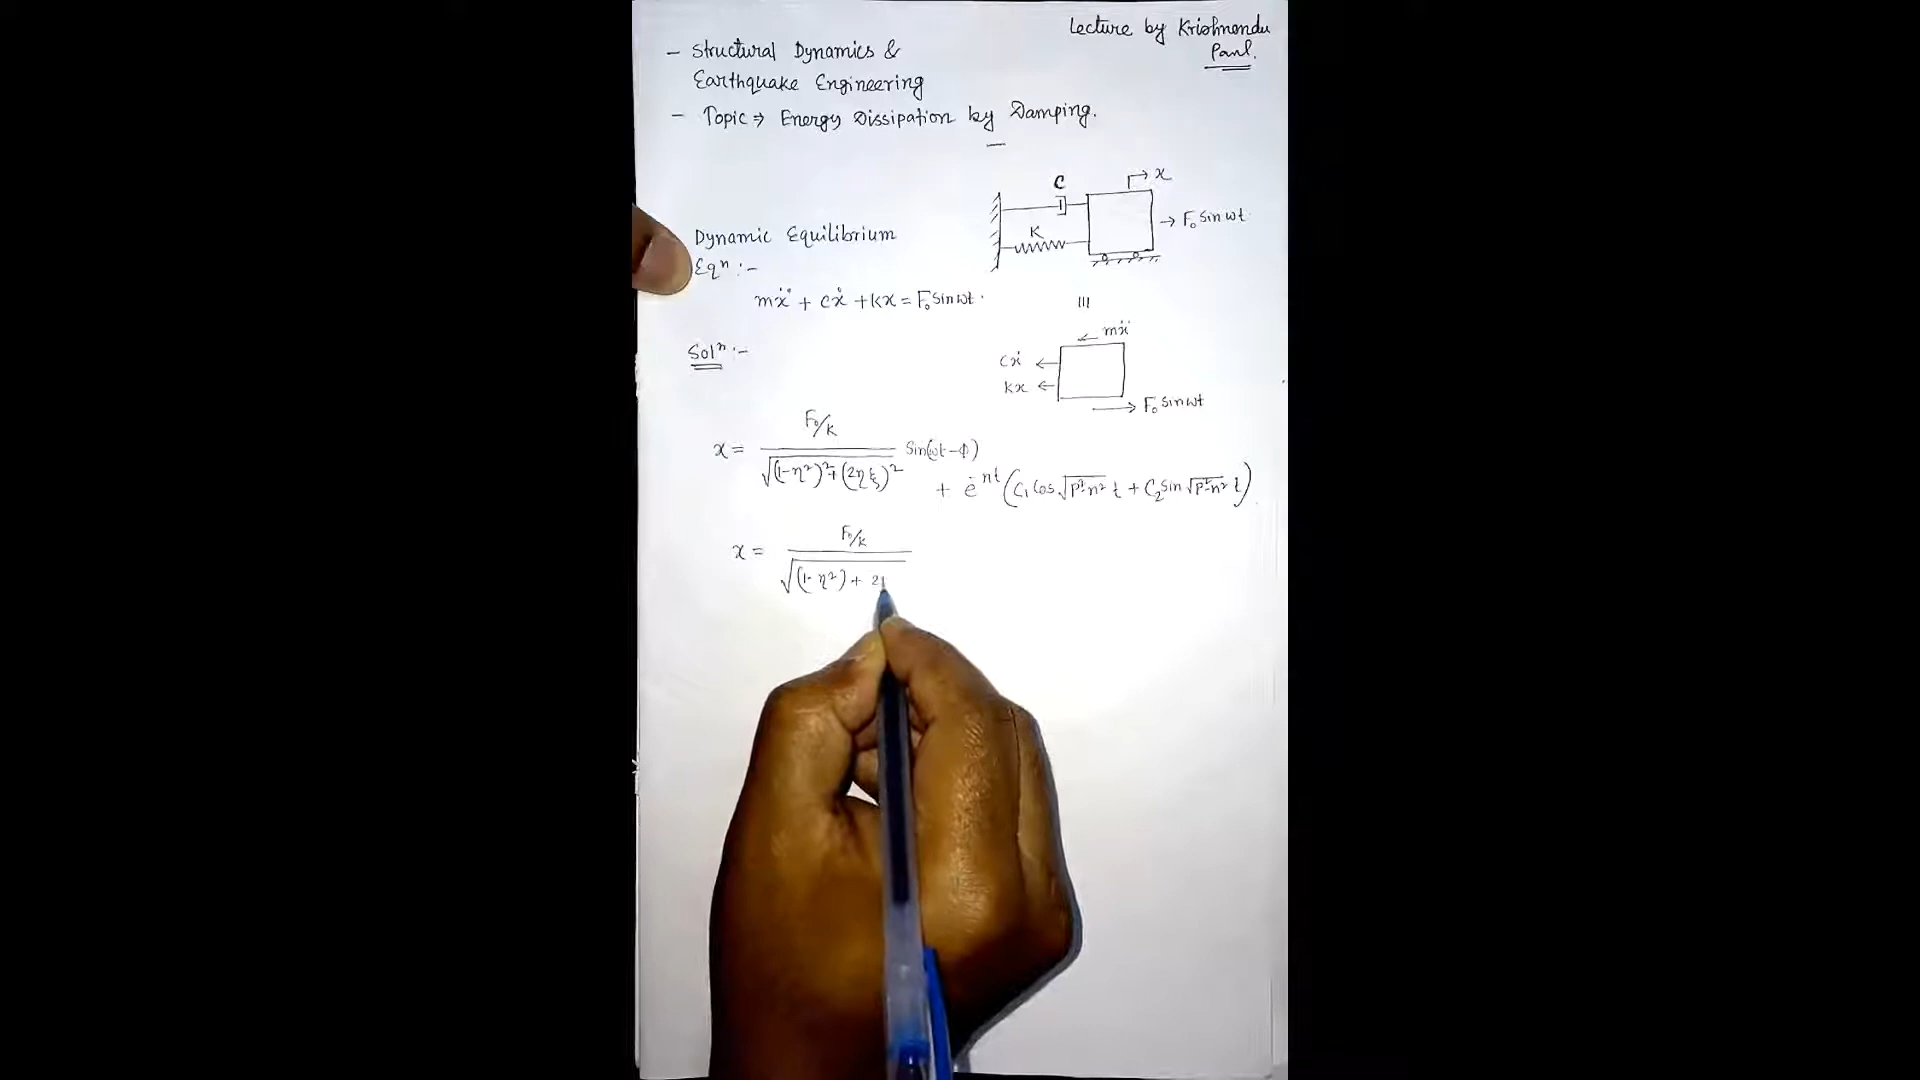 Lecture by Krishnendu
Paul.
- Structural Dynamics &
Earthquake Engineering
- Topic ⇒ Energy Dissipation by Damping.
C
→ x
K
→ F₀ Sin ωt
Dynamic Equilibrium
Eqⁿ :-
mẍ + cẋ + kx = F₀ Sin ωt.
III
Solⁿ :-
← mẍ
Cẋ ←
kx ←
→ F₀ Sin ωt
x = F₀/K / √((1-η²)²+(2ηξ)²) Sin(ωt-φ)
+ e^-nt (C₁ Cos √(p²-n²) t + C₂ Sin √(p²-n²) t)
x = F₀/K / √((1-η²) + 2